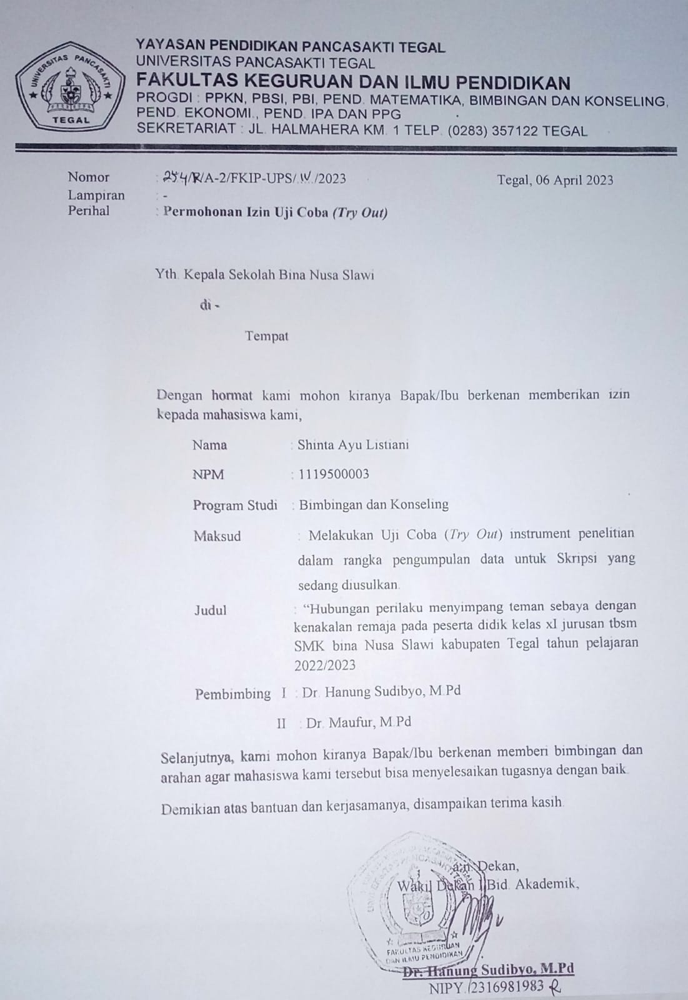 UNIVERSITAS PANCASAKTI
TEGAL
YAYASAN PENDIDIKAN PANCASAKTI TEGAL
UNIVERSITAS PANCASAKTI TEGAL
FAKULTAS KEGURUAN DAN ILMU PENDIDIKAN
PROGDI : PPKN, PBSI, PBI, PEND. MATEMATIKA, BIMBINGAN DAN KONSELING,
PEND. EKONOMI., PEND. IPA DAN PPG
SEKRETARIAT : JL. HALMAHERA KM. 1 TELP. (0283) 357122 TEGAL
Nomor : 254/R/A-2/FKIP-UPS/IV/2023 Tegal, 06 April 2023
Lampiran : -
Perihal : Permohonan Izin Uji Coba (Try Out)
Yth. Kepala Sekolah Bina Nusa Slawi
di -
Tempat
Dengan hormat kami mohon kiranya Bapak/Ibu berkenan memberikan izin
kepada mahasiswa kami,
Nama : Shinta Ayu Listiani
NPM : 1119500003
Program Studi : Bimbingan dan Konseling
Maksud : Melakukan Uji Coba (Try Out) instrument penelitian
dalam rangka pengumpulan data untuk Skripsi yang
sedang diusulkan.
Judul : “Hubungan perilaku menyimpang teman sebaya dengan
kenakalan remaja pada peserta didik kelas xI jurusan tbsm
SMK bina Nusa Slawi kabupaten Tegal tahun pelajaran
2022/2023
Pembimbing I : Dr. Hanung Sudibyo, M.Pd
II : Dr. Maufur, M.Pd
Selanjutnya, kami mohon kiranya Bapak/Ibu berkenan memberi bimbingan dan
arahan agar mahasiswa kami tersebut bisa menyelesaikan tugasnya dengan baik.
Demikian atas bantuan dan kerjasamanya, disampaikan terima kasih.
a.n. Dekan,
Wakil Dekan I Bid. Akademik,
FAKULTAS KEGURUAN
DAN ILMU PENDIDIKAN
Dr. Hanung Sudibyo, M.Pd
NIPY. 2316981983